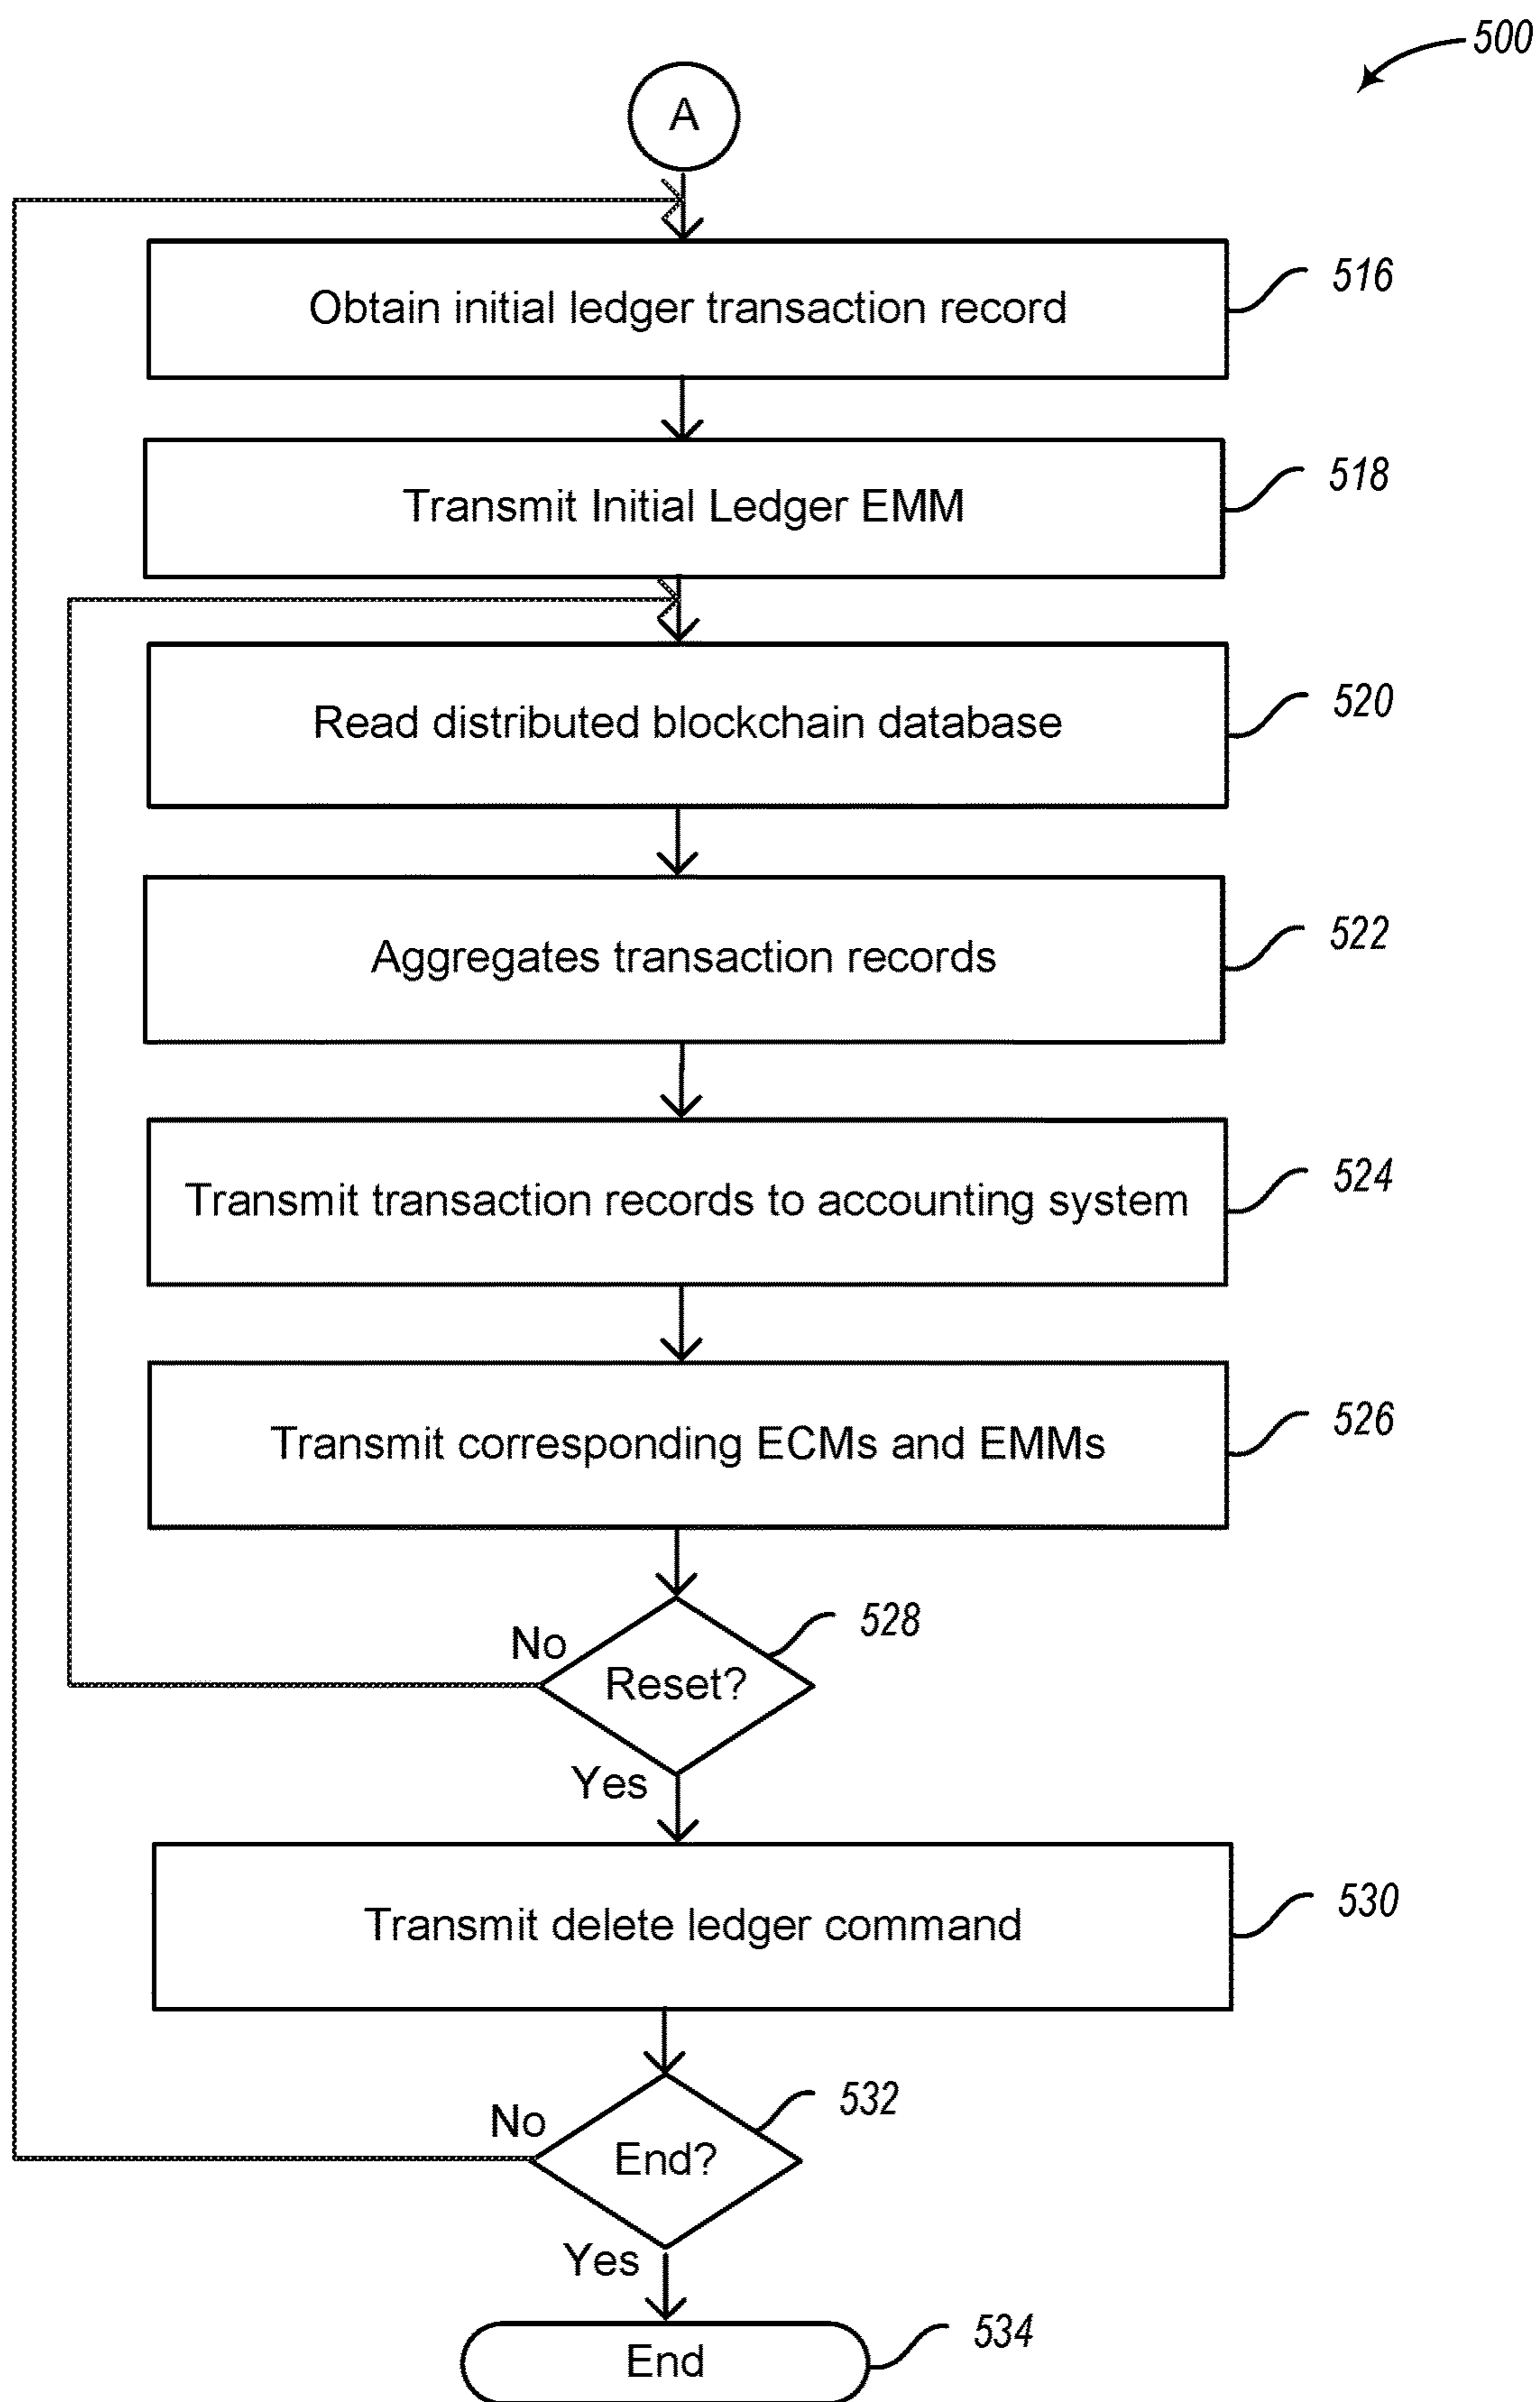 500
A
Obtain initial ledger transaction record
516
Transmit Initial Ledger EMM
518
Read distributed blockchain database
520
Aggregates transaction records
522
Transmit transaction records to accounting system
524
Transmit corresponding ECMs and EMMs
526
528
No
Reset?
Yes
Transmit delete ledger command
530
532
No
End?
Yes
End
534